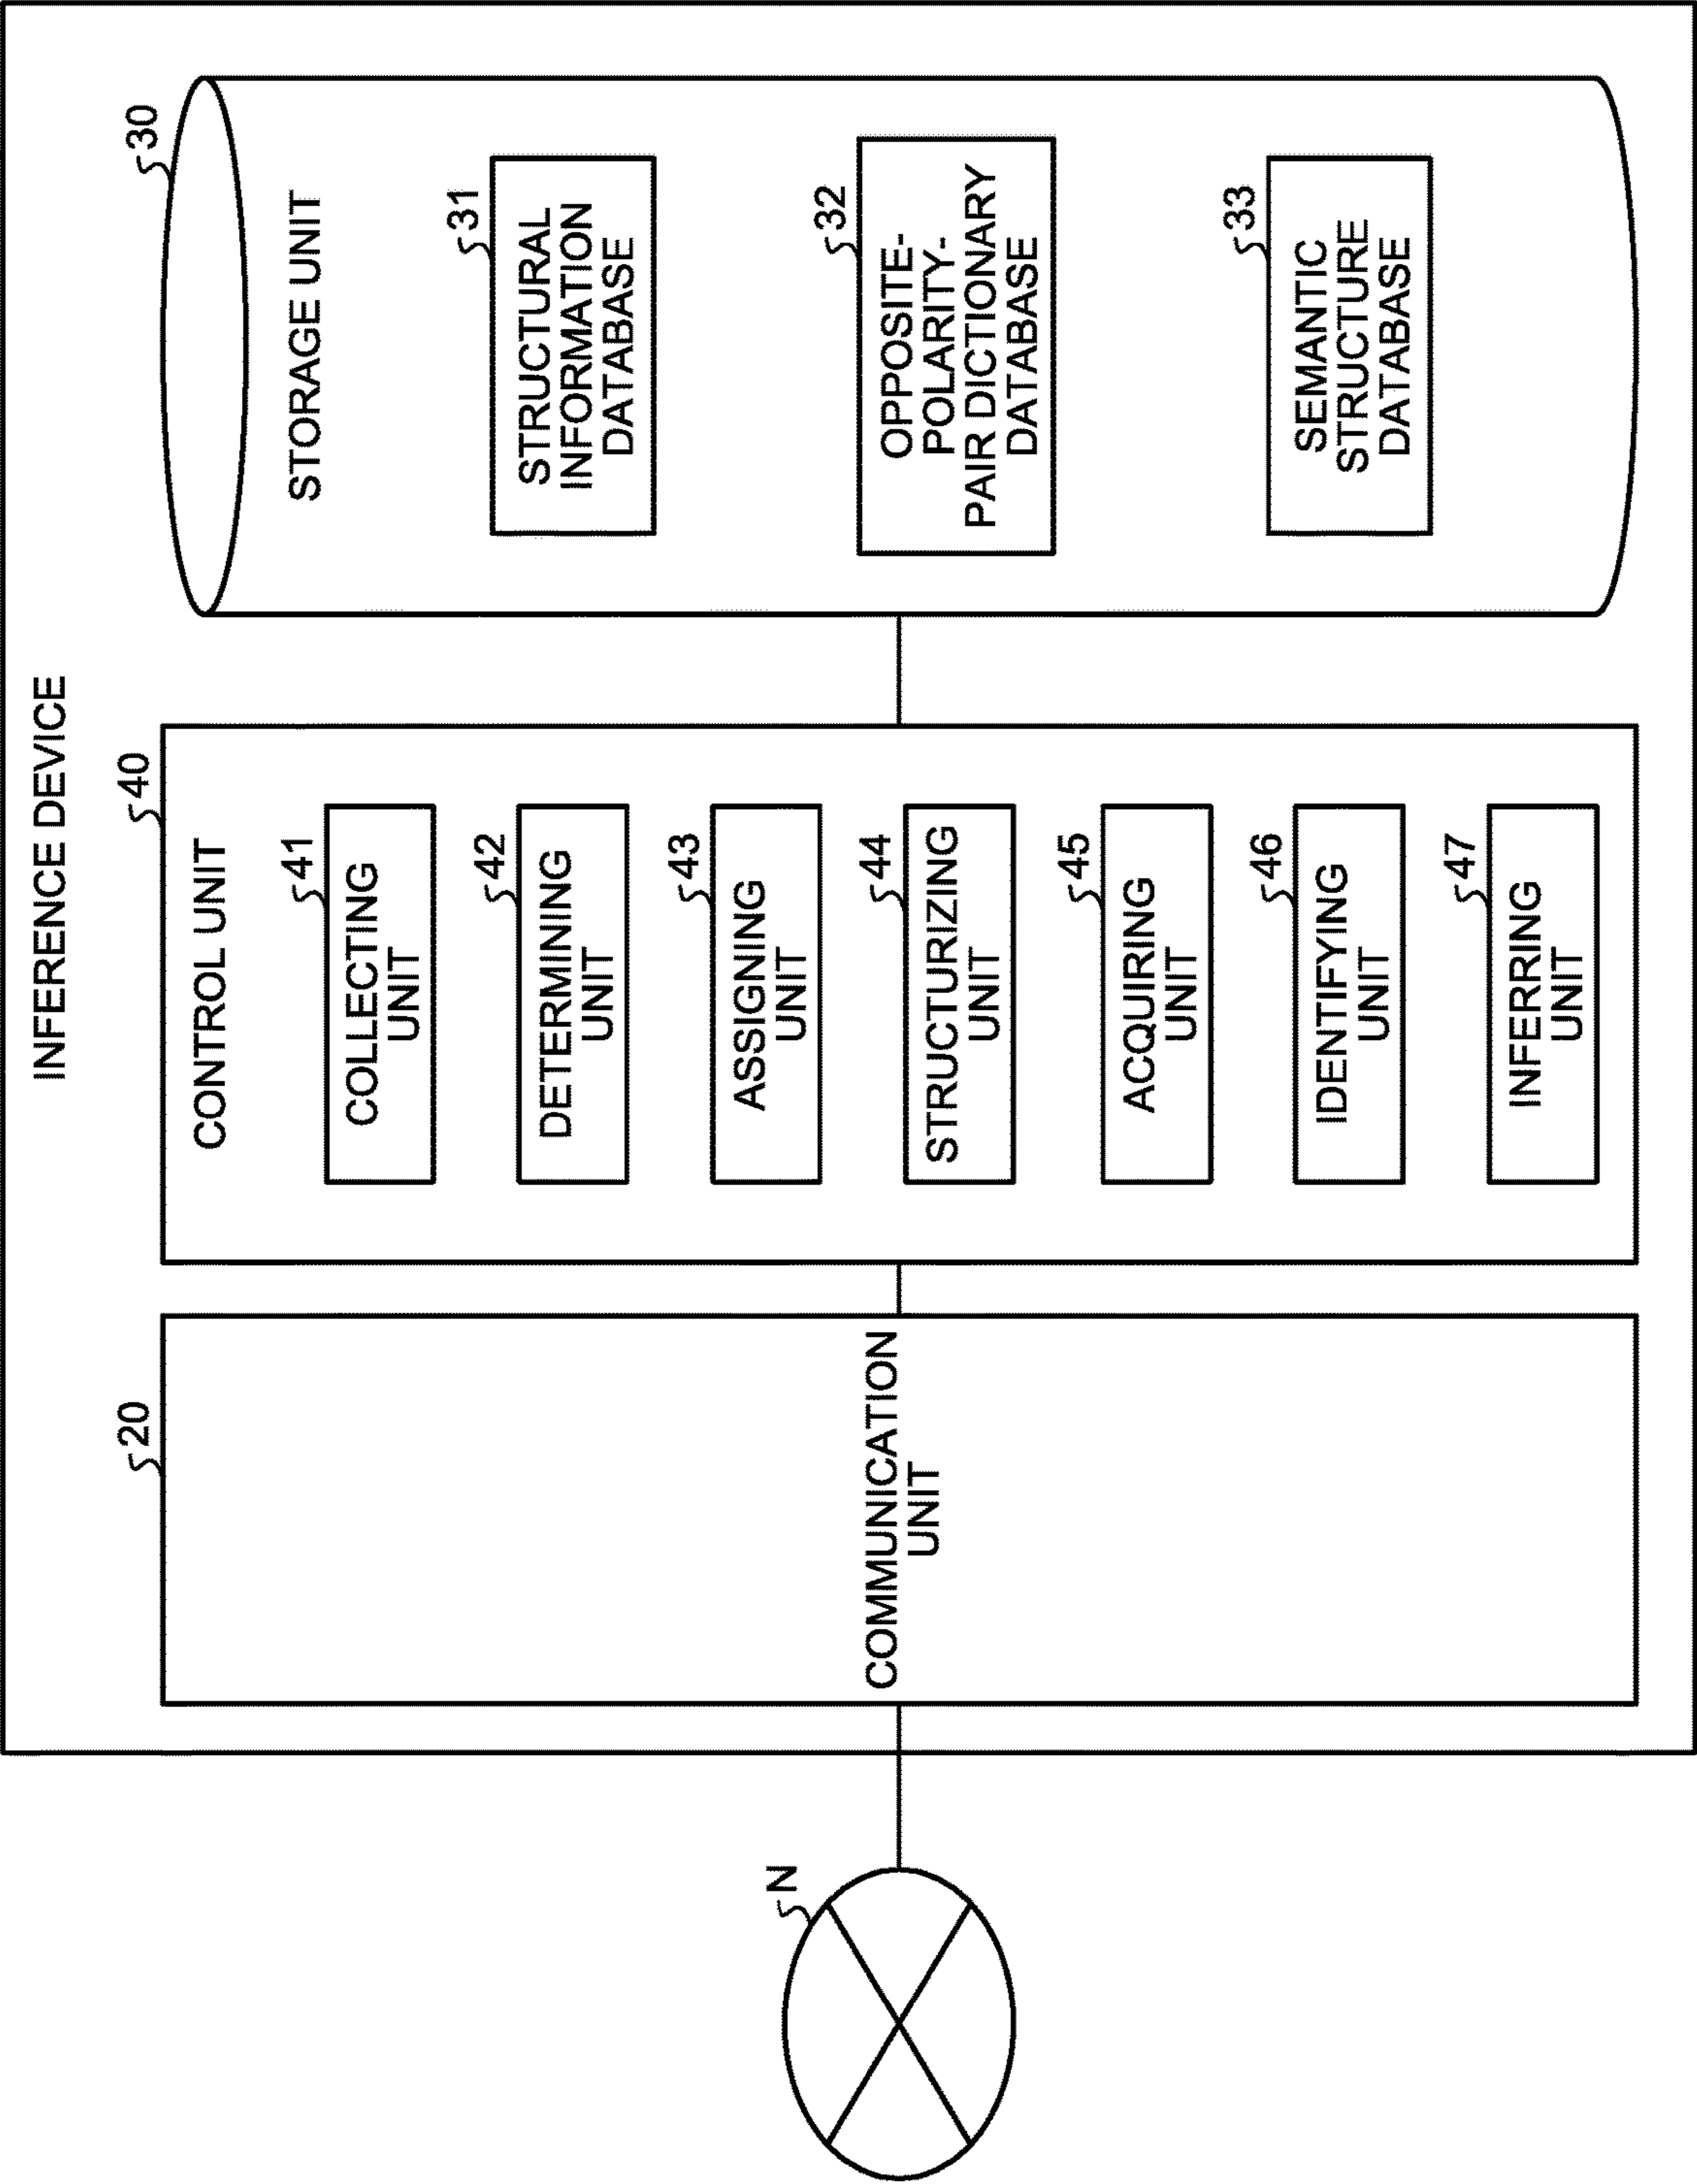 INFERENCE DEVICE
N
20
COMMUNICATION
UNIT
40
CONTROL UNIT
41
COLLECTING
UNIT
42
DETERMINING
UNIT
43
ASSIGNING
UNIT
44
STRUCTURIZING
UNIT
45
ACQUIRING
UNIT
46
IDENTIFYING
UNIT
47
INFERRING
UNIT
30
STORAGE UNIT
31
STRUCTURAL
INFORMATION
DATABASE
32
OPPOSITE-
POLARITY-
PAIR DICTIONARY
DATABASE
33
SEMANTIC
STRUCTURE
DATABASE